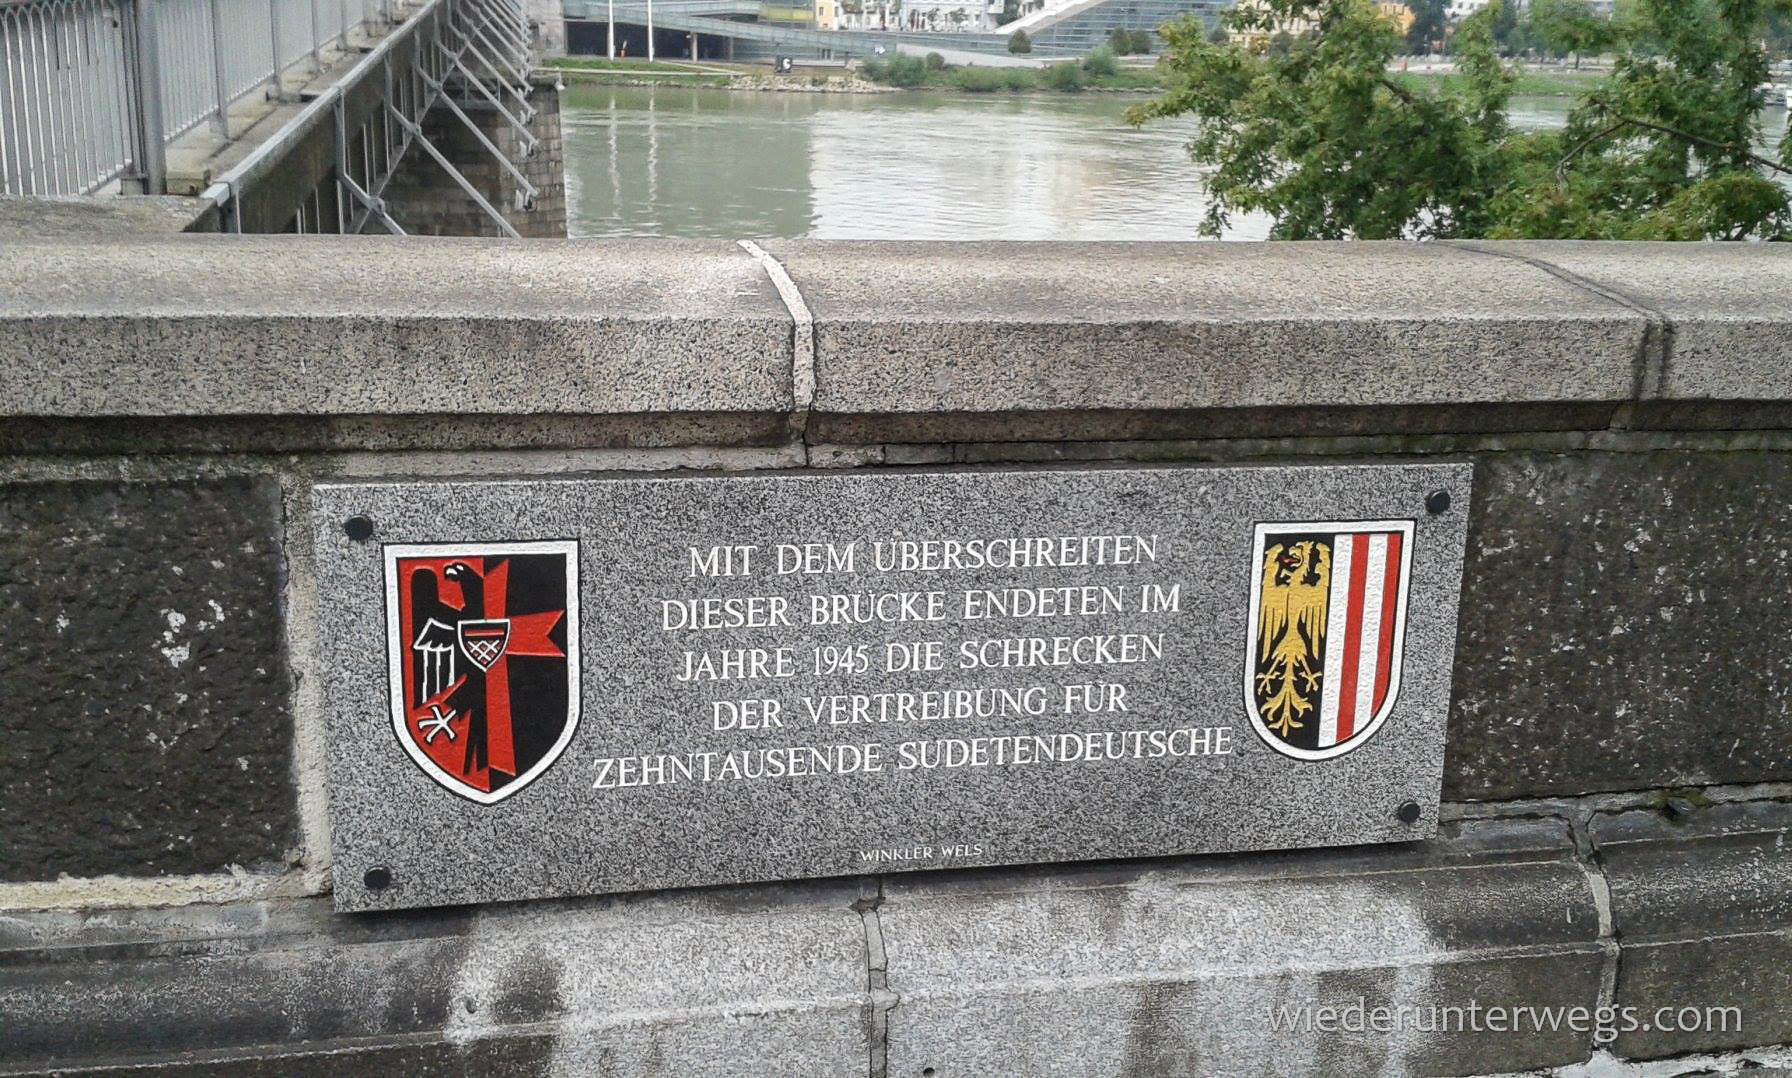 MIT DEM ÜBERSCHREITEN
DIESER BRÜCKE ENDETEN IM
JAHRE 1945 DIE SCHRECKEN
DER VERTREIBUNG FÜR
ZEHNTAUSENDE SUDETENDEUTSCHE
WINKLER WELS
wiederunterwegs.com